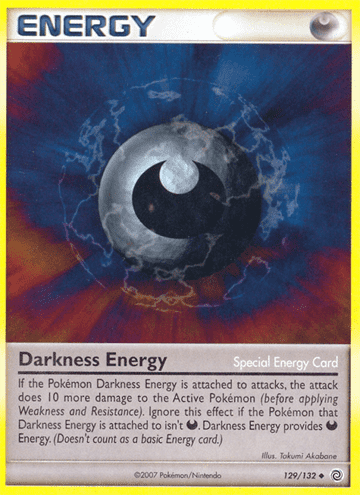 ENERGY
Darkness Energy Special Energy Card
If the Pokémon Darkness Energy is attached to attacks, the attack
does 10 more damage to the Active Pokémon (before applying
Weakness and Resistance). Ignore this effect if the Pokémon that
Darkness Energy is attached to isn't . Darkness Energy provides
Energy. (Doesn't count as a basic Energy card.)
Illus. Takumi Akabane
©2007 Pokémon/Nintendo 129/132